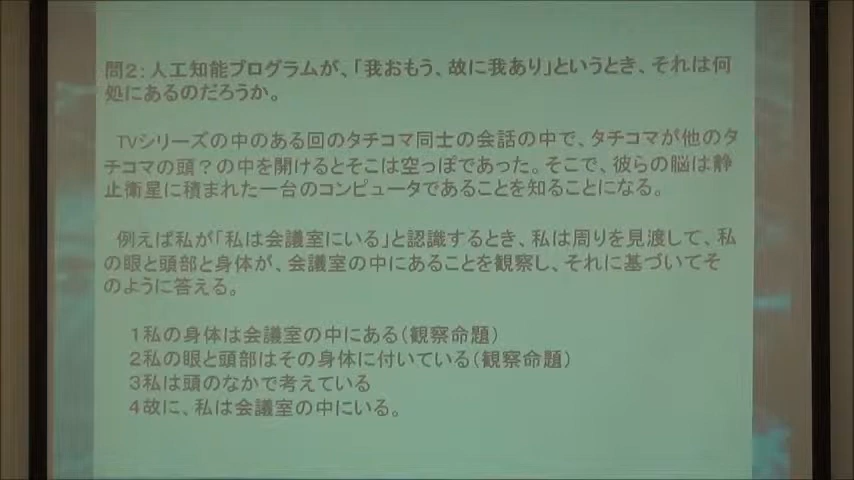 問２：人工知能プログラムが、「我おもう、故に我あり」というとき、それは何
処にあるのだろうか。
TVシリーズの中のある回のタチコマ同士の会話の中で、タチコマが他のタ
チコマの頭？の中を開けるとそこは空っぽであった。そこで、彼らの脳は静
止衛星に積まれた一台のコンピュータであることを知ることになる。
例えば私が「私は会議室にいる」と認識するとき、私は周りを見渡して、私
の眼と頭部と身体が、会議室の中にあることを観察し、それに基づいてそ
のように答える。
１私の身体は会議室の中にある（観察命題）
２私の眼と頭部はその身体に付いている（観察命題）
３私は頭のなかで考えている
４故に、私は会議室の中にいる。